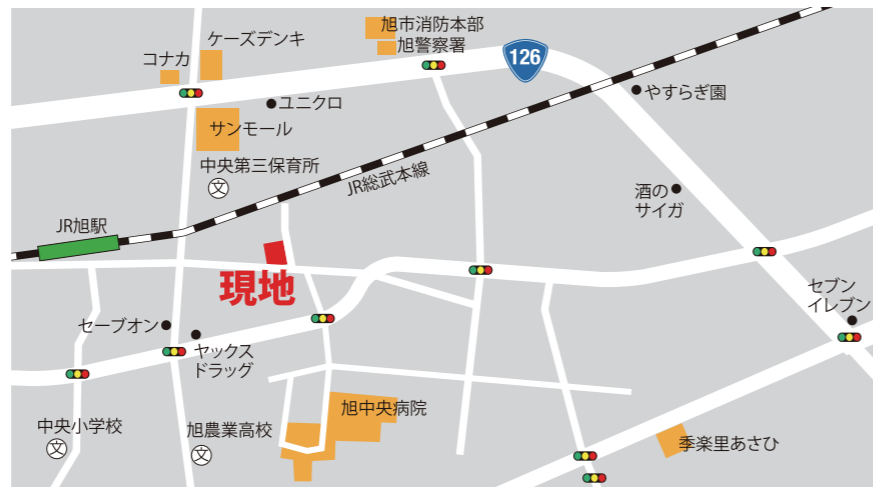 旭市消防本部
旭警察署
ケーズデンキ
コナカ
126
ユニクロ
やすらぎ園
サンモール
中央第三保育所
文
JR総武本線
酒の
サイガ
JR旭駅
現地
セブン
イレブン
セーブオン
ヤックス
ドラッグ
旭中央病院
中央小学校
文
旭農業高校
文
季楽里あさひ